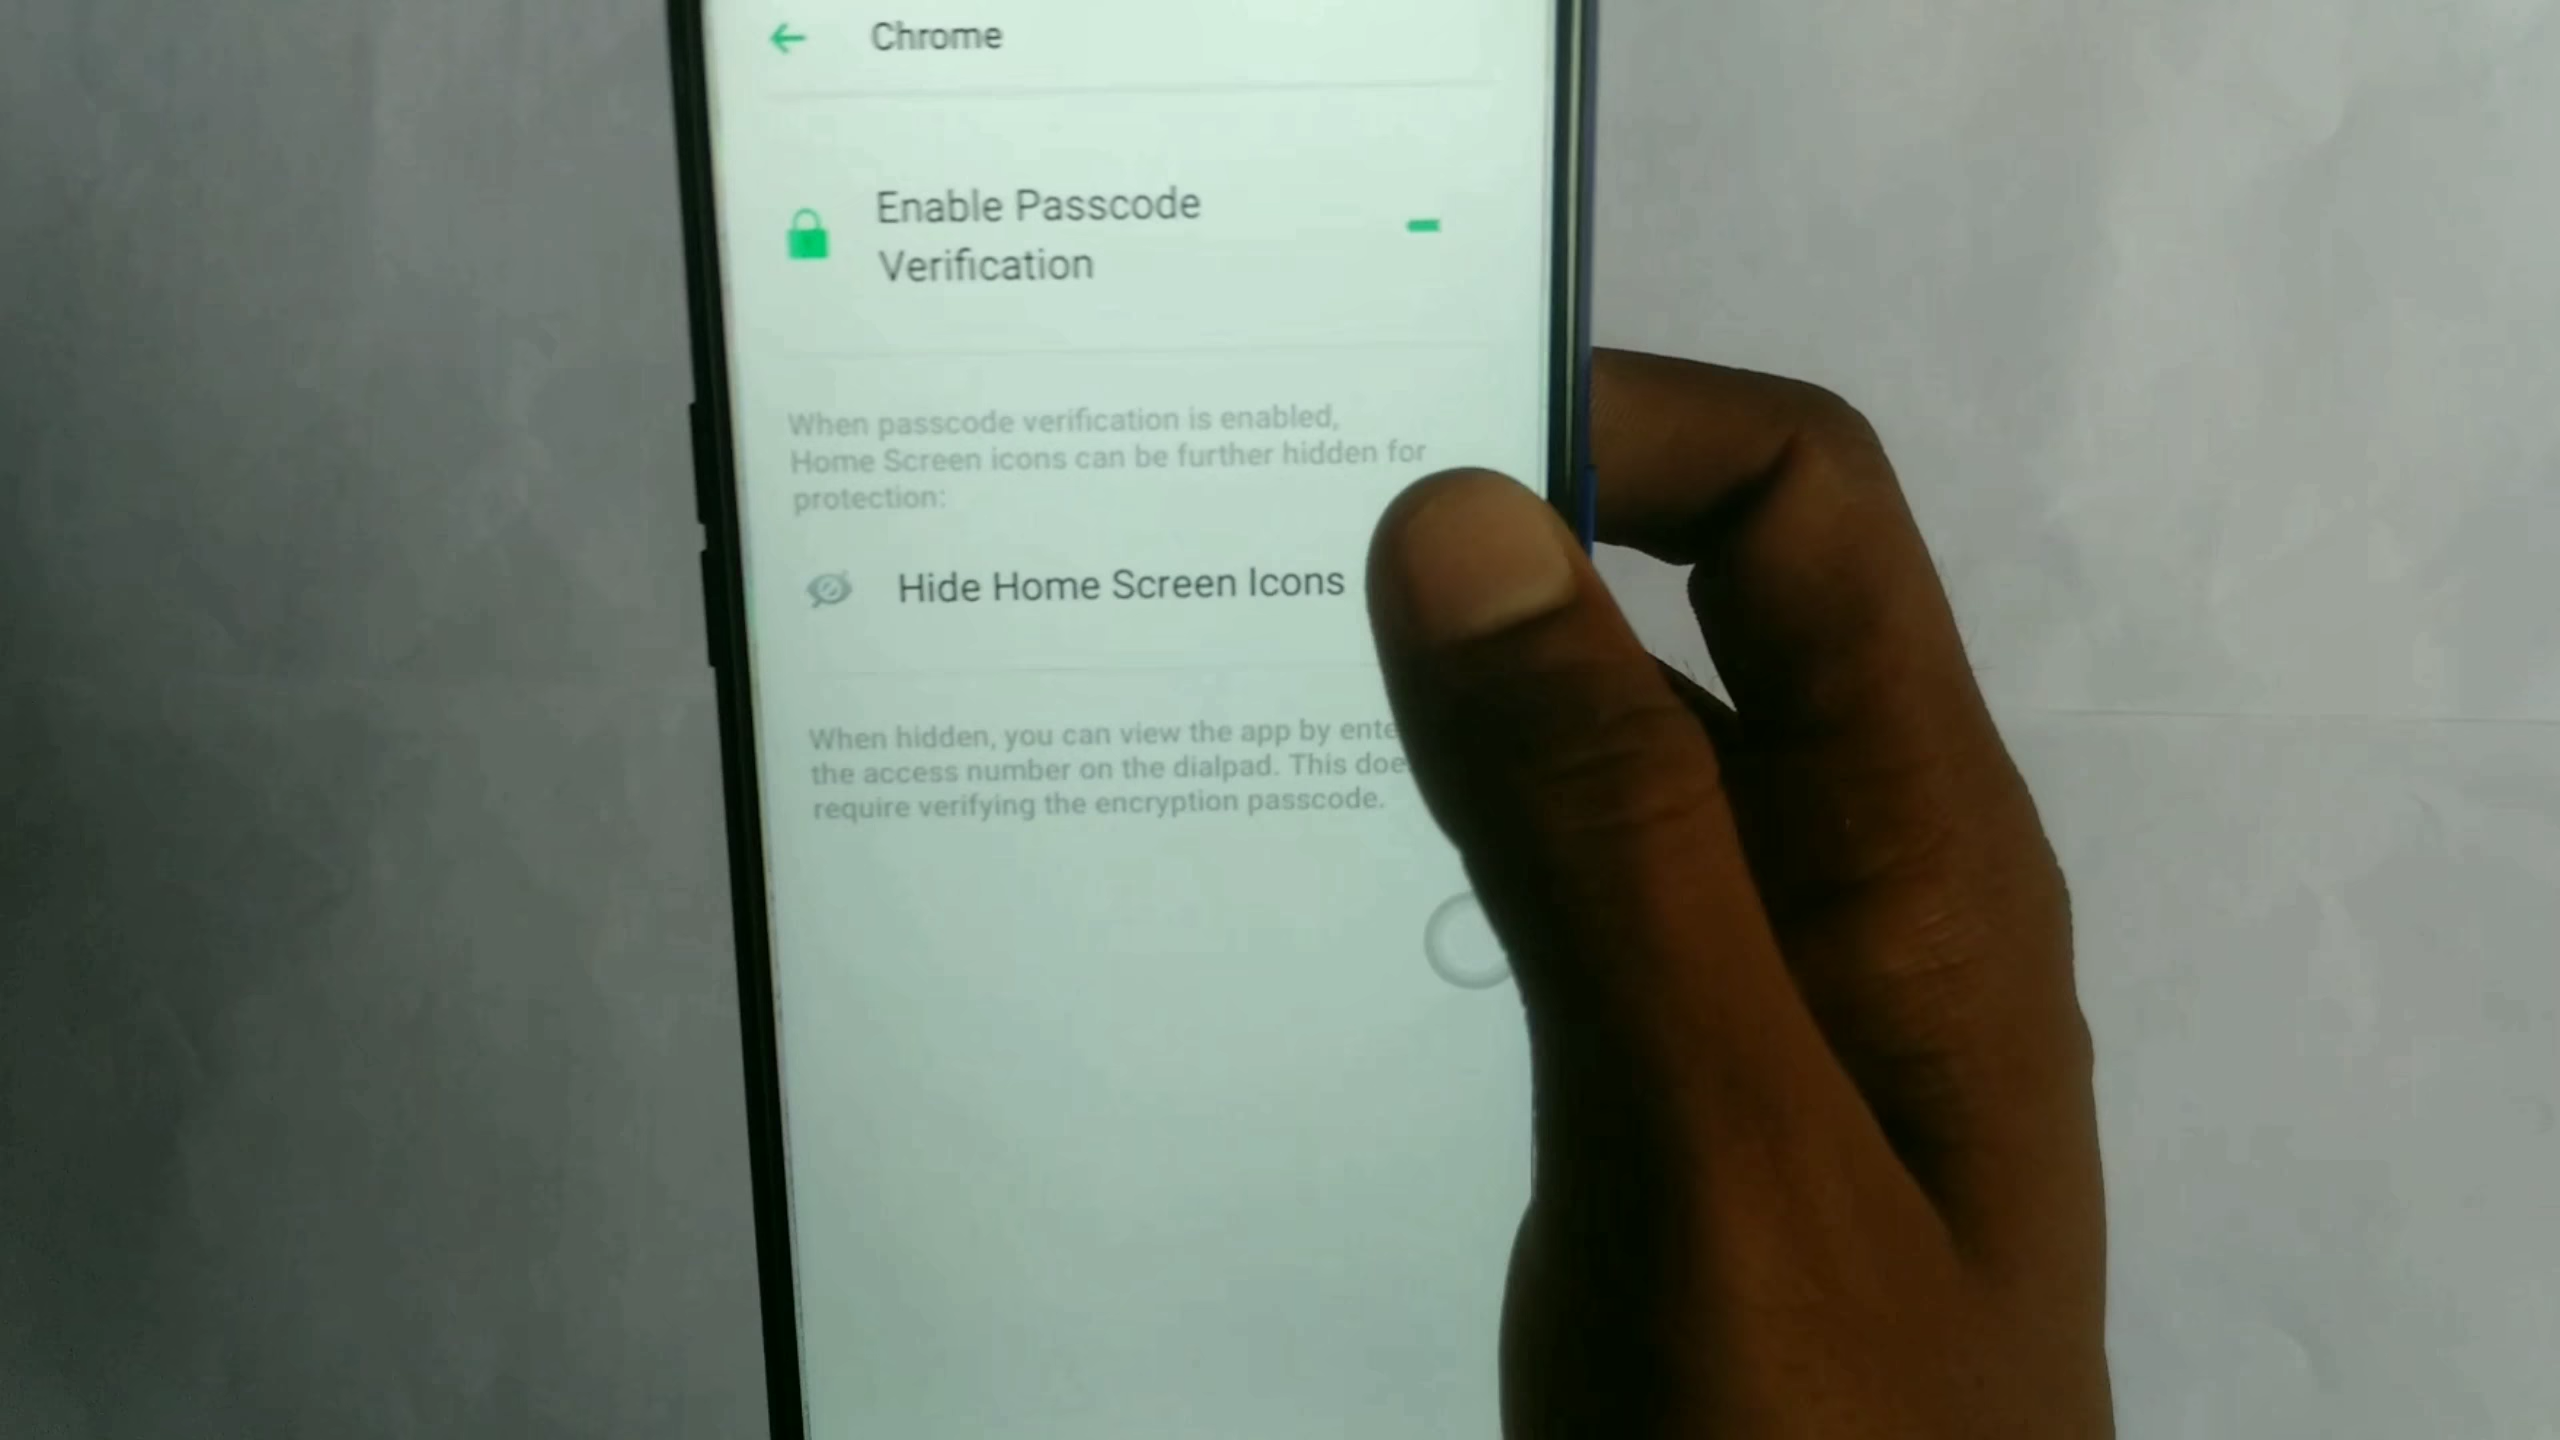 Chrome
Enable Passcode
Verification
When passcode verification is enabled,
Home Screen icons can be further hidden for
protection:
Hide Home Screen Icons
When hidden, you can view the app by
the access number on the dialpad. This
require verifying the encryption passcode.